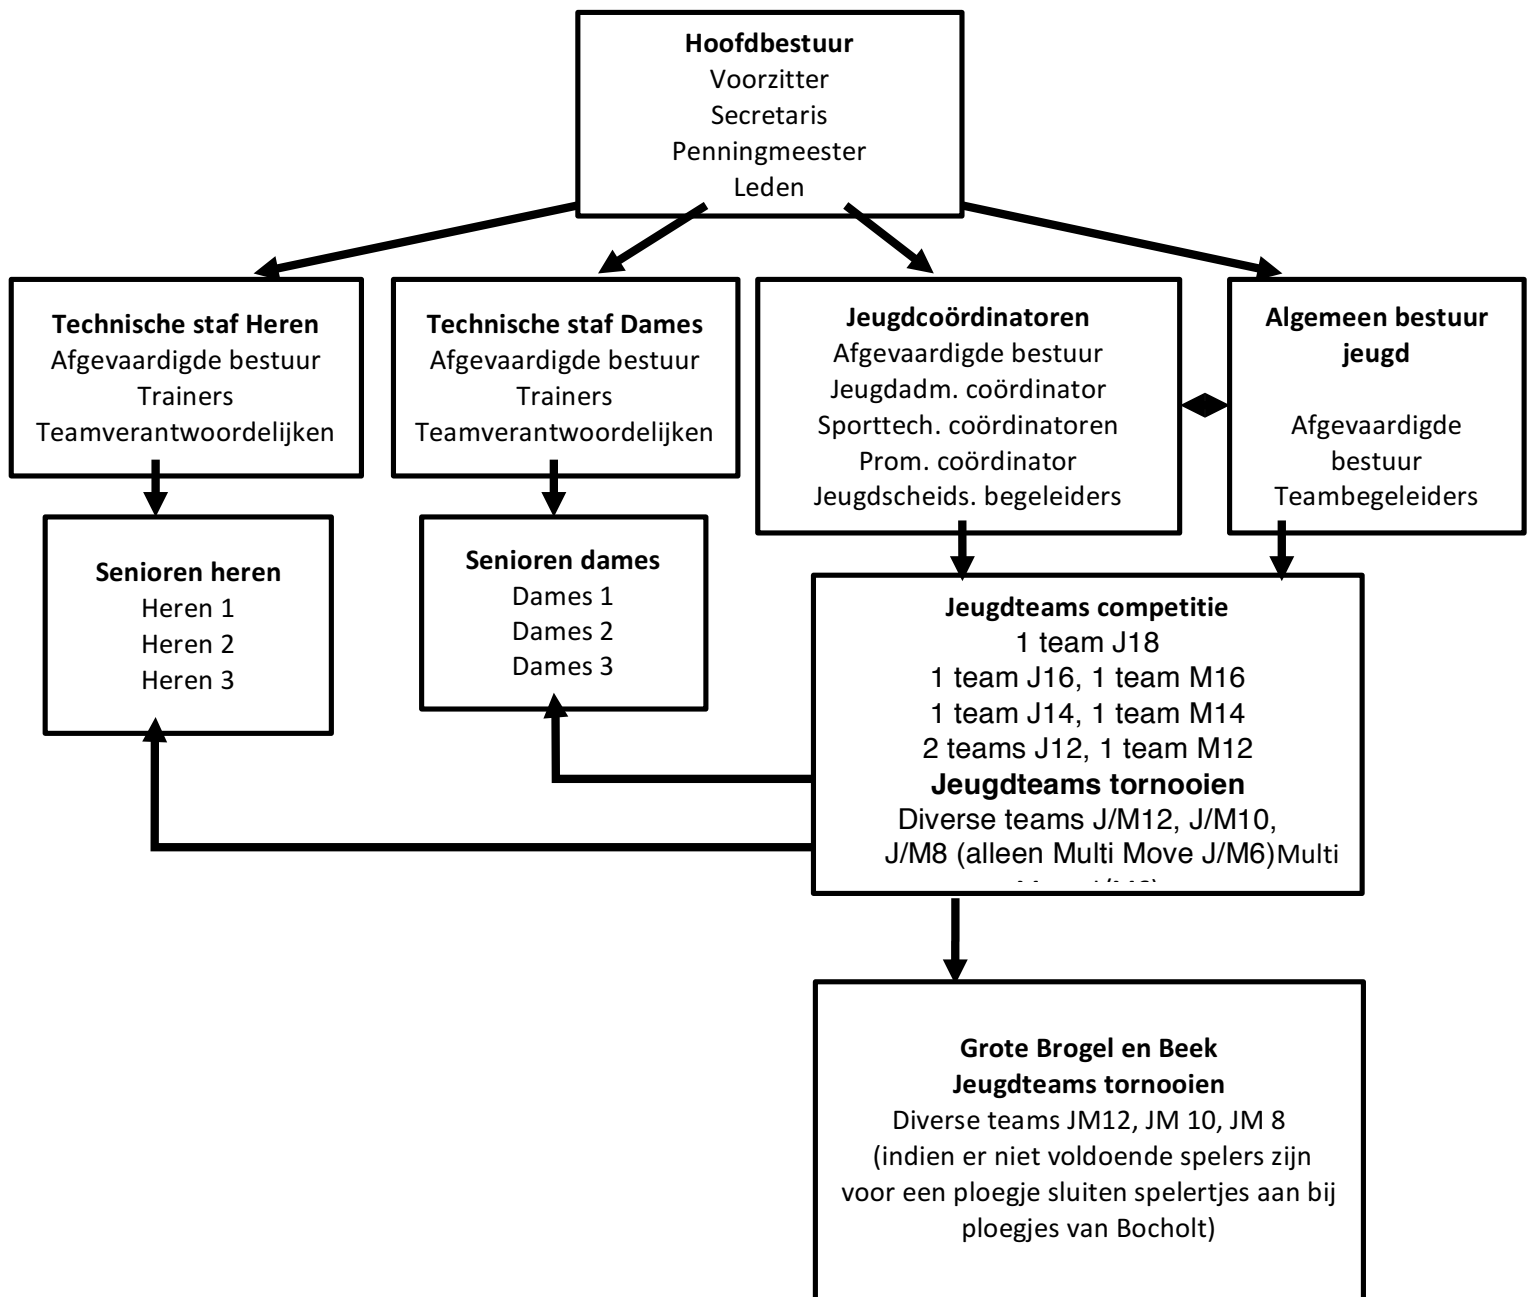 Hoofdbestuur
Voorzitter
Secretaris
Penningmeester
Leden
Technische staf Heren
Afgevaardigde bestuur
Trainers
Teamverantwoordelijken
Technische staf Dames
Afgevaardigde bestuur
Trainers
Teamverantwoordelijken
Jeugdcoördinatoren
Afgevaardigde bestuur
Jeugdadm. coördinator
Sporttech. coördinatoren
Prom. coördinator
Jeugdscheids. begeleiders
Algemeen bestuur
jeugd
Afgevaardigde
bestuur
Teambegeleiders
Senioren heren
Heren 1
Heren 2
Heren 3
Senioren dames
Dames 1
Dames 2
Dames 3
Jeugdteams competitie
1 team J18
1 team J16, 1 team M16
1 team J14, 1 team M14
2 teams J12, 1 team M12
Jeugdteams tornooien
Diverse teams J/M12, J/M10,
J/M8 (alleen Multi Move J/M6)Multi
Grote Brogel en Beek
Jeugdteams tornooien
Diverse teams JM12, JM 10, JM 8
(indien er niet voldoende spelers zijn
voor een ploegje sluiten spelertjes aan bij
ploegjes van Bocholt)